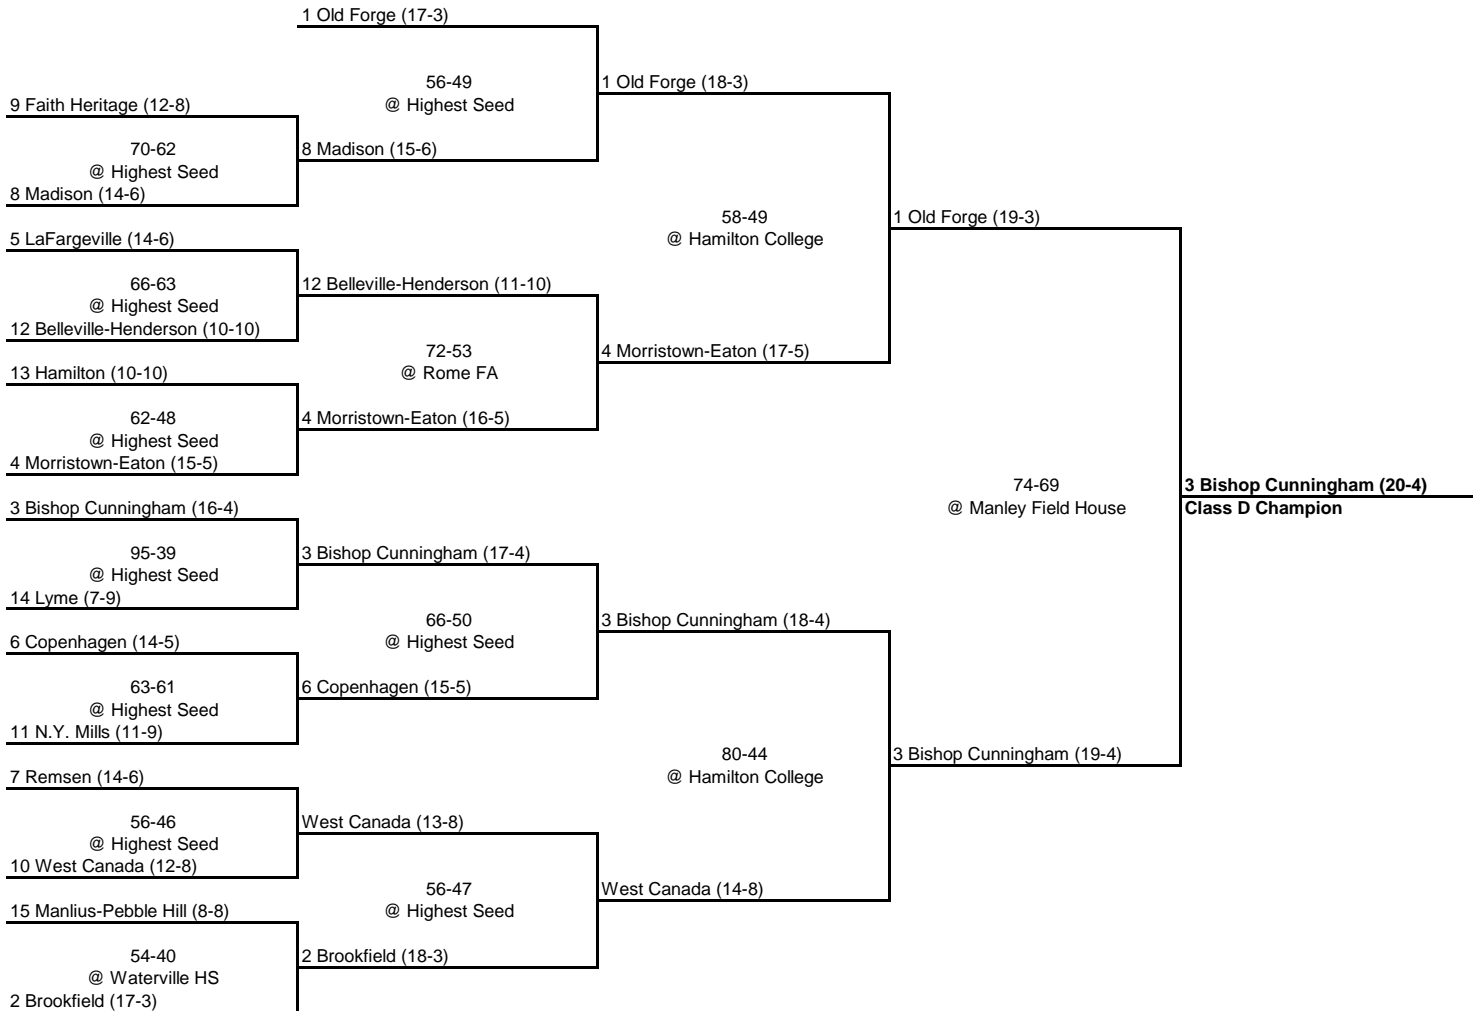 1 Old Forge (17-3)
56-49
@ Highest Seed
1 Old Forge (18-3)
9 Faith Heritage (12-8)
70-62
@ Highest Seed
8 Madison (15-6)
8 Madison (14-6)
58-49
@ Hamilton College
1 Old Forge (19-3)
5 LaFargeville (14-6)
66-63
@ Highest Seed
12 Belleville-Henderson (11-10)
12 Belleville-Henderson (10-10)
72-53
@ Rome FA
4 Morristown-Eaton (17-5)
13 Hamilton (10-10)
62-48
@ Highest Seed
4 Morristown-Eaton (16-5)
4 Morristown-Eaton (15-5)
74-69
@ Manley Field House
3 Bishop Cunningham (20-4)
Class D Champion
3 Bishop Cunningham (16-4)
95-39
@ Highest Seed
3 Bishop Cunningham (17-4)
14 Lyme (7-9)
66-50
@ Highest Seed
3 Bishop Cunningham (18-4)
6 Copenhagen (14-5)
63-61
@ Highest Seed
6 Copenhagen (15-5)
11 N.Y. Mills (11-9)
80-44
@ Hamilton College
3 Bishop Cunningham (19-4)
7 Remsen (14-6)
56-46
@ Highest Seed
West Canada (13-8)
10 West Canada (12-8)
56-47
@ Highest Seed
West Canada (14-8)
15 Manlius-Pebble Hill (8-8)
54-40
@ Waterville HS
2 Brookfield (18-3)
2 Brookfield (17-3)